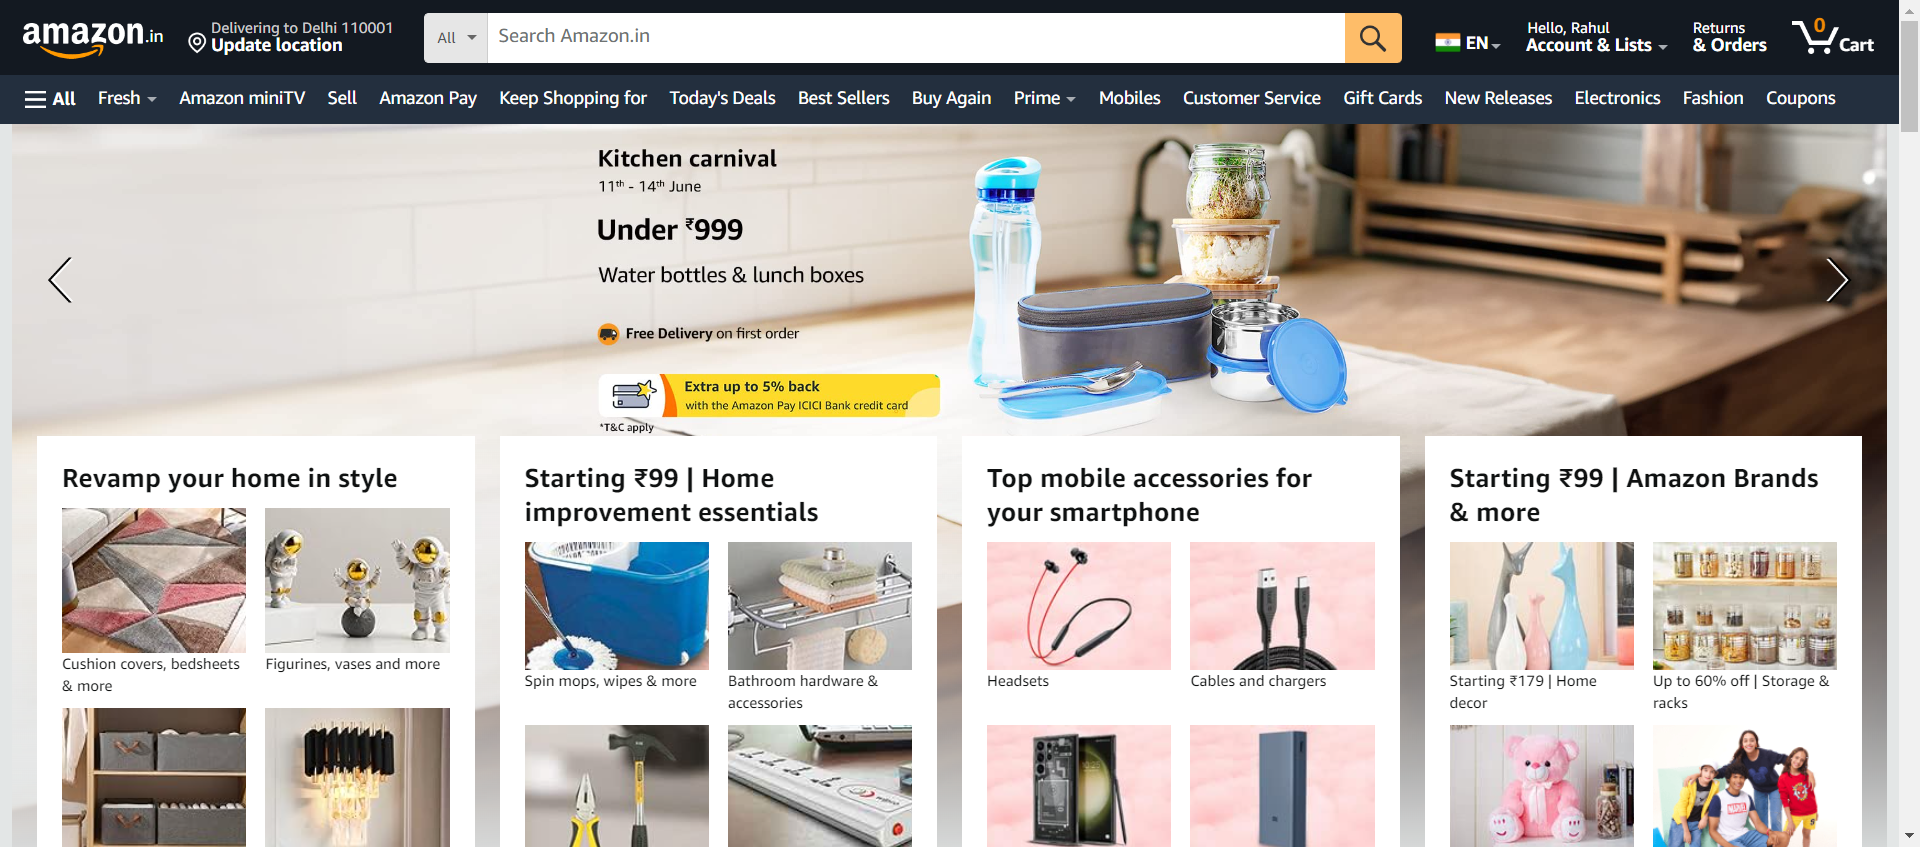 amazon.in
Delivering to Delhi 110001
Update location
All
Search Amazon.in
EN
Hello, Rahul
Account & Lists
Returns
& Orders
0
Cart
All
Fresh
Amazon miniTV
Sell
Amazon Pay
Keep Shopping for
Today's Deals
Best Sellers
Buy Again
Prime
Mobiles
Customer Service
Gift Cards
New Releases
Electronics
Fashion
Coupons
Kitchen carnival
11th - 14th June
Under ₹999
Water bottles & lunch boxes
Free Delivery on first order
Extra up to 5% back
with the Amazon Pay ICICI Bank credit card
*T&C apply
Revamp your home in style
Cushion covers, bedsheets
& more
Figurines, vases and more
Starting ₹99 | Home
improvement essentials
Spin mops, wipes & more
Bathroom hardware &
accessories
Top mobile accessories for
your smartphone
Headsets
Cables and chargers
Starting ₹99 | Amazon Brands
& more
Starting ₹179 | Home
decor
Up to 60% off | Storage &
racks